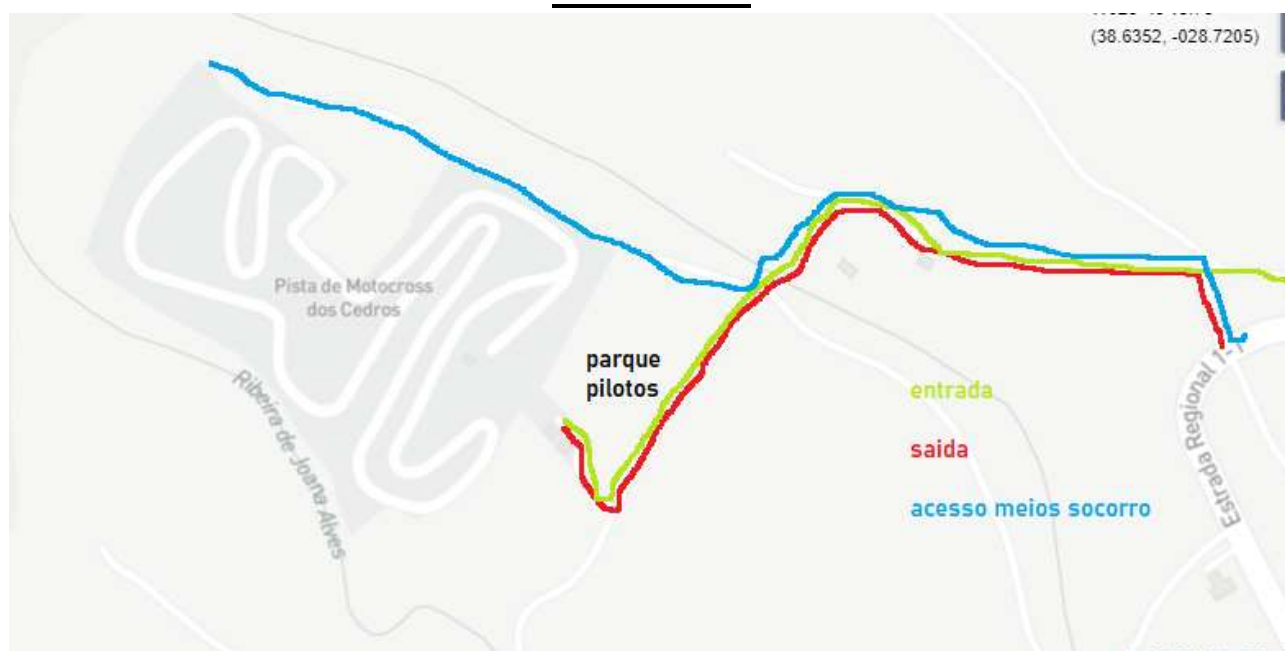 (38.6352, -028.7205)
Pista de Motocross
dos Cedros
parque
pilotos
entrada
saida
acesso meios socorro
Ribeira de Joana Alves
Estrada Regional 1-